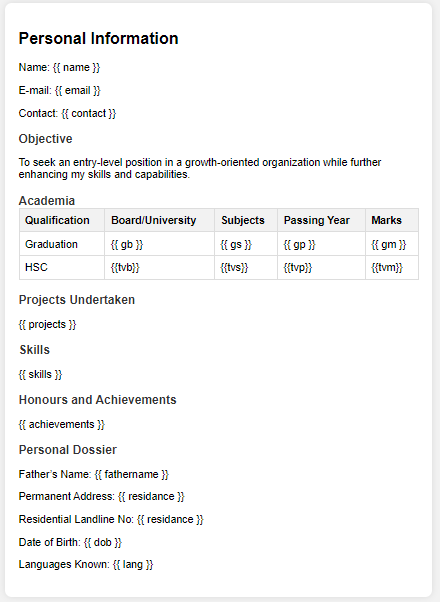 Personal Information
Name: {{ name }}
E-mail: {{ email }}
Contact: {{ contact }}
Objective
To seek an entry-level position in a growth-oriented organization while further
enhancing my skills and capabilities.
Academia
Qualification Board/University Subjects Passing Year Marks
Graduation {{ gb }} {{ gs }} {{ gp }} {{ gm }}
HSC {{tvb}} {{tvs}} {{tvp}} {{tvm}}
Projects Undertaken
{{ projects }}
Skills
{{ skills }}
Honours and Achievements
{{ achievements }}
Personal Dossier
Father's Name: {{ fathername }}
Permanent Address: {{ residance }}
Residential Landline No: {{ residance }}
Date of Birth: {{ dob }}
Languages Known: {{ lang }}